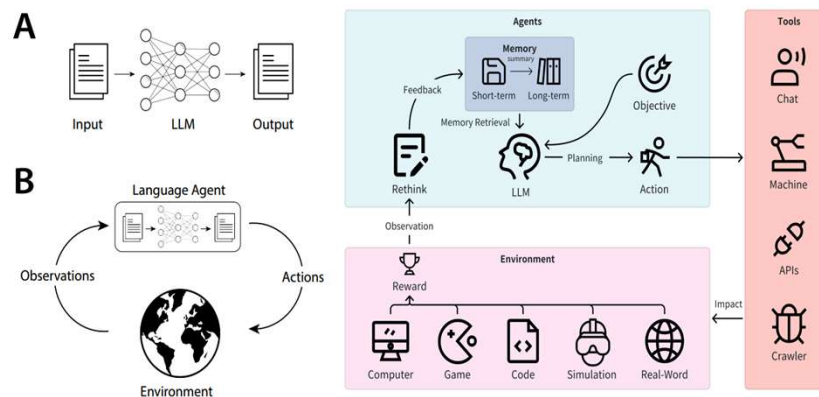 A
Input
LLM
Output
B
Language Agent
Observations
Actions
Environment
Agents
Memory
summary
Short-term
Long-term
Feedback
Memory Retrieval
Objective
Rethink
LLM
Planning
Action
Observation
Environment
Reward
Computer
Game
Code
Simulation
Real-Word
Impact
Tools
Chat
Machine
APIs
Crawler